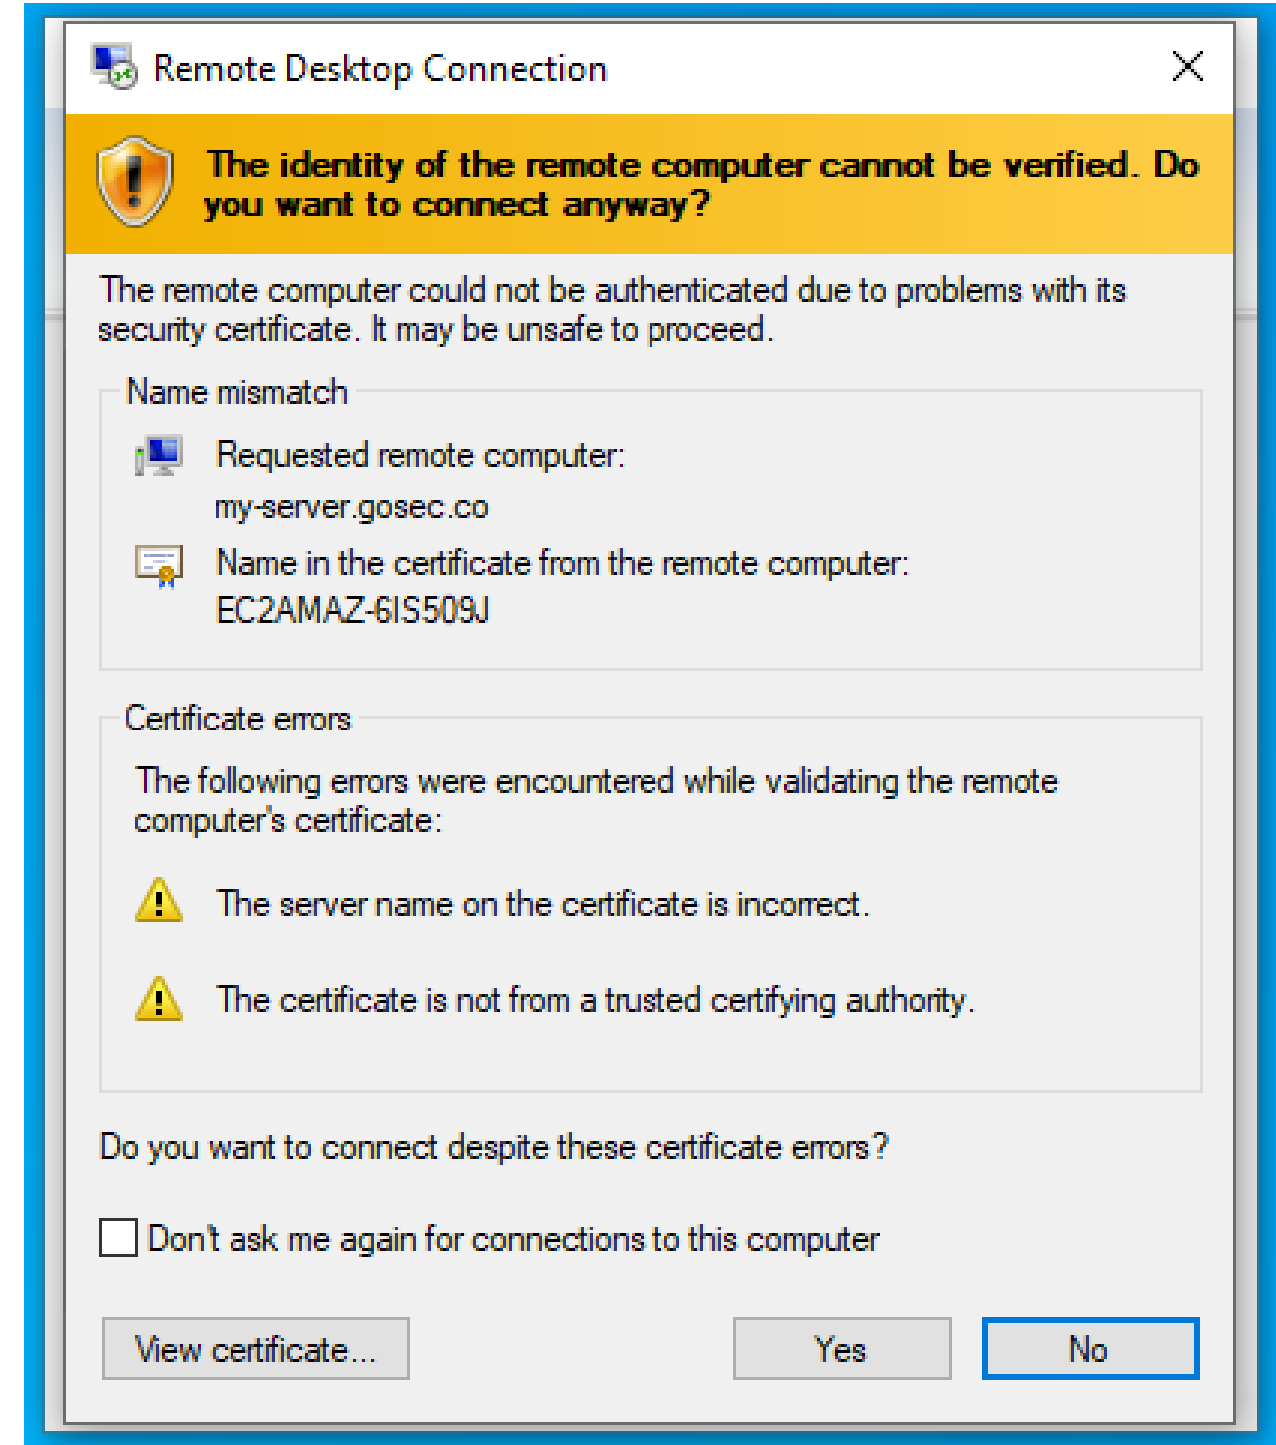 Remote Desktop Connection
The identity of the remote computer cannot be verified. Do
you want to connect anyway?
The remote computer could not be authenticated due to problems with its
security certificate. It may be unsafe to proceed.
Name mismatch
Requested remote computer:
my-server.gosec.co
Name in the certificate from the remote computer:
EC2AMAZ-6IS509J
Certificate errors
The following errors were encountered while validating the remote
computer's certificate:
The server name on the certificate is incorrect.
The certificate is not from a trusted certifying authority.
Do you want to connect despite these certificate errors?
Don't ask me again for connections to this computer
View certificate...
Yes
No